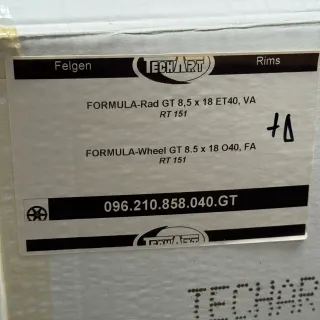 Felgen TECHART Rims
FORMULA-Rad GT 8,5 x 18 ET40, VA
RT 151
FORMULA-Wheel GT 8.5 x 18 O40, FA
RT 151
096.210.858.040.GT
TECHART
TECHAR